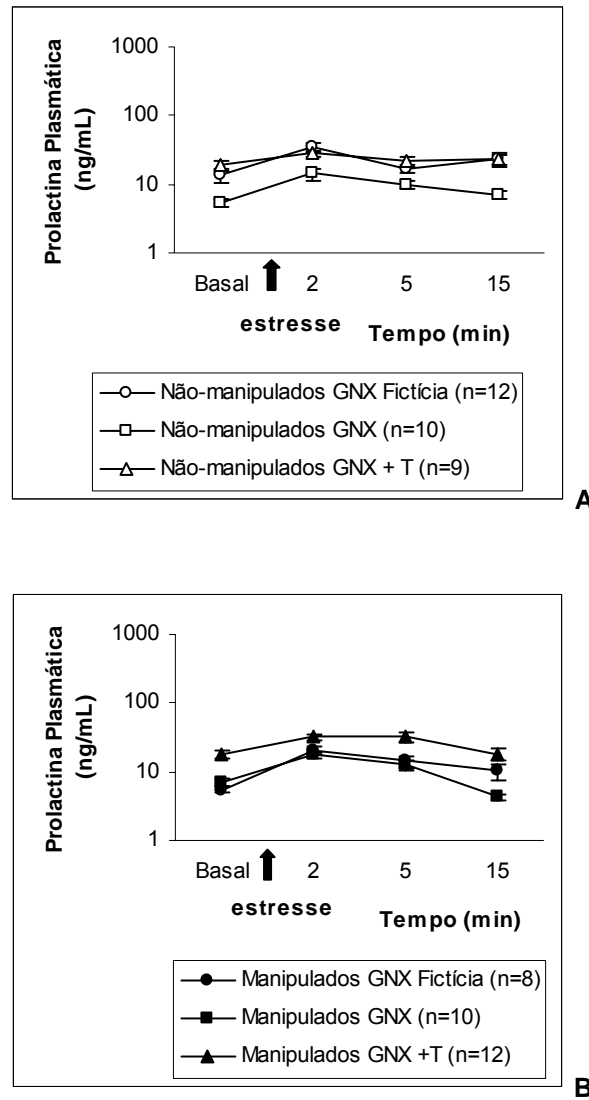 Prolactina Plasmática
(ng/mL)
1000
100
10
1
Basal 2 5 15
estresse Tempo (min)
Não-manipulados GNX Fictícia (n=12)
Não-manipulados GNX (n=10)
Não-manipulados GNX + T (n=9)
A
Prolactina Plasmática
(ng/mL)
1000
100
10
1
Basal 2 5 15
estresse Tempo (min)
Manipulados GNX Fictícia (n=8)
Manipulados GNX (n=10)
Manipulados GNX +T (n=12)
B